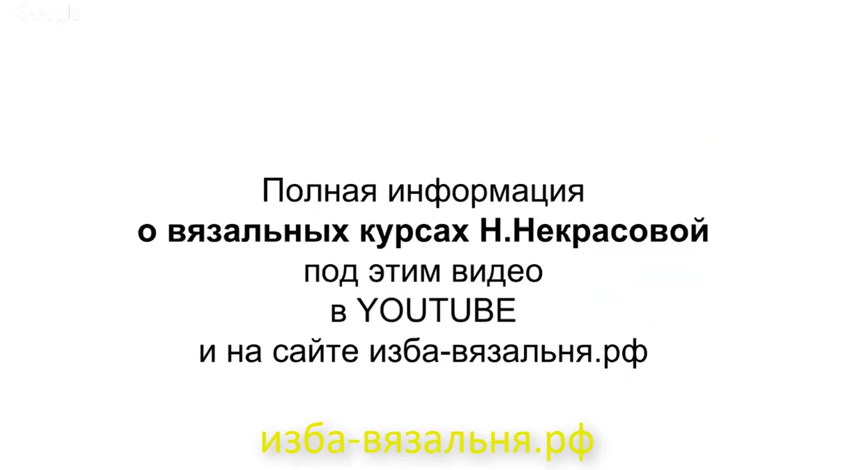 Полная информация
о вязальных курсах Н.Некрасовой
под этим видео
в YOUTUBE
и на сайте изба-вязальня.рф
изба-вязальня.рф